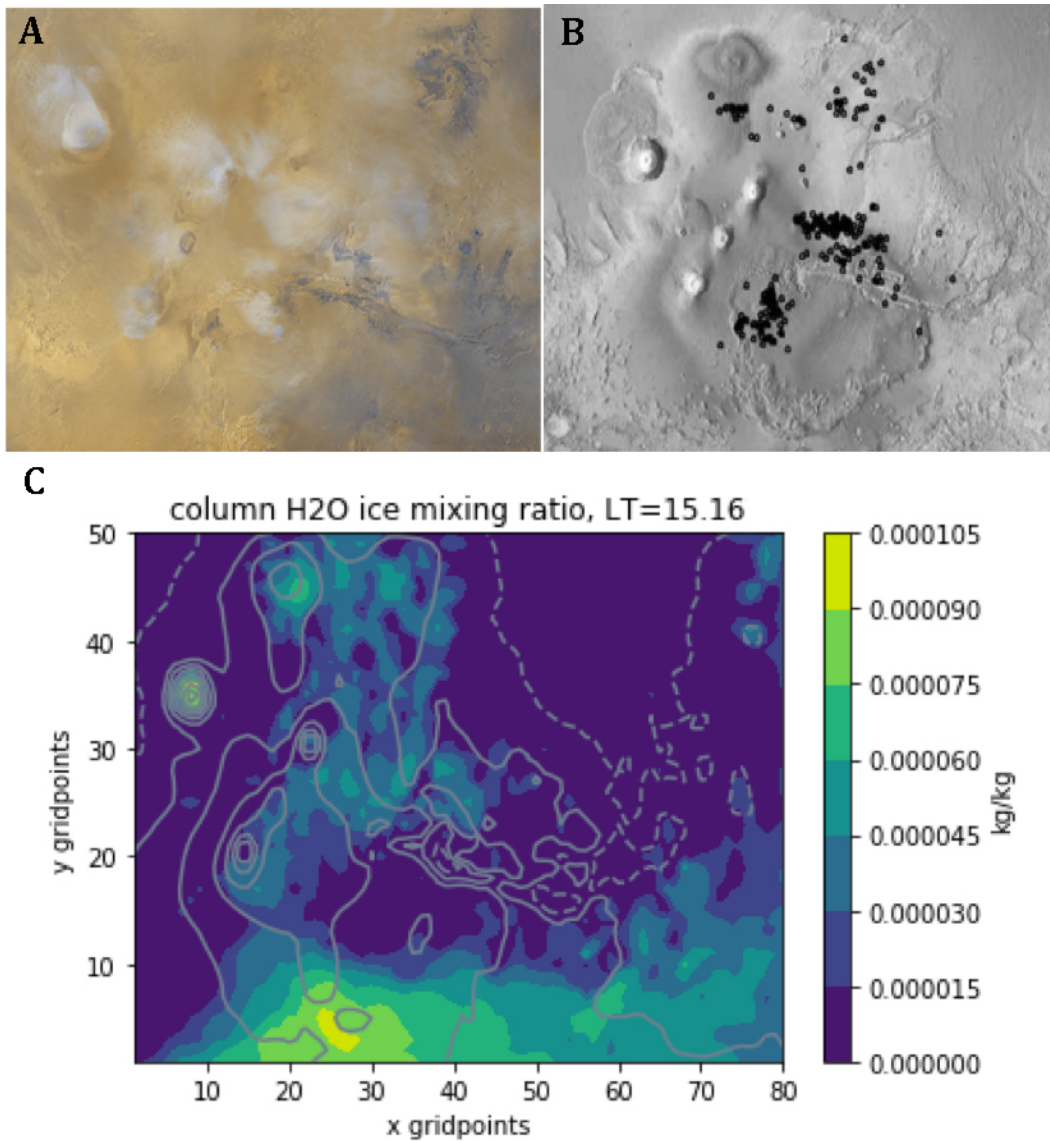 A
B
C
column H2O ice mixing ratio, LT=15.16
50
40
30
20
10
y gridpoints
10 20 30 40 50 60 70 80
x gridpoints
0.000105
0.000090
0.000075
0.000060
0.000045
0.000030
0.000015
0.0000000
kg/kg